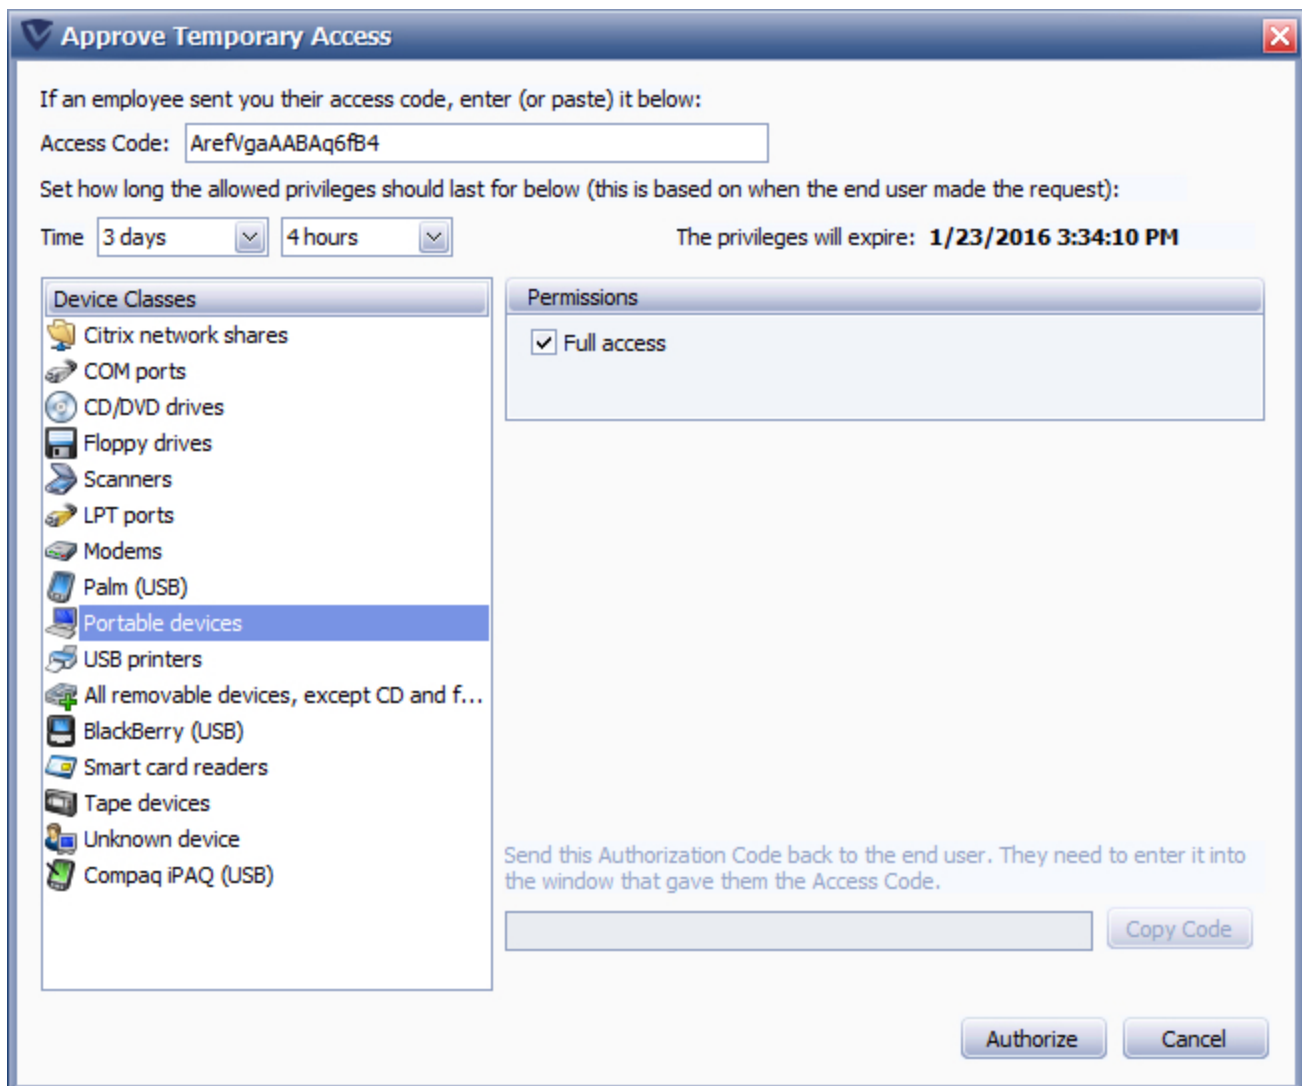 Approve Temporary Access
If an employee sent you their access code, enter (or paste) it below:
Access Code: ArefVgaAABAq6fB4
Set how long the allowed privileges should last for below (this is based on when the end user made the request):
Time 3 days 4 hours The privileges will expire: 1/23/2016 3:34:10 PM
Device Classes
Citrix network shares
COM ports
CD/DVD drives
Floppy drives
Scanners
LPT ports
Modems
Palm (USB)
Portable devices
USB printers
All removable devices, except CD and f...
BlackBerry (USB)
Smart card readers
Tape devices
Unknown device
Compaq iPAQ (USB)
Permissions
Full access
Send this Authorization Code back to the end user. They need to enter it into
the window that gave them the Access Code.
Copy Code
Authorize Cancel